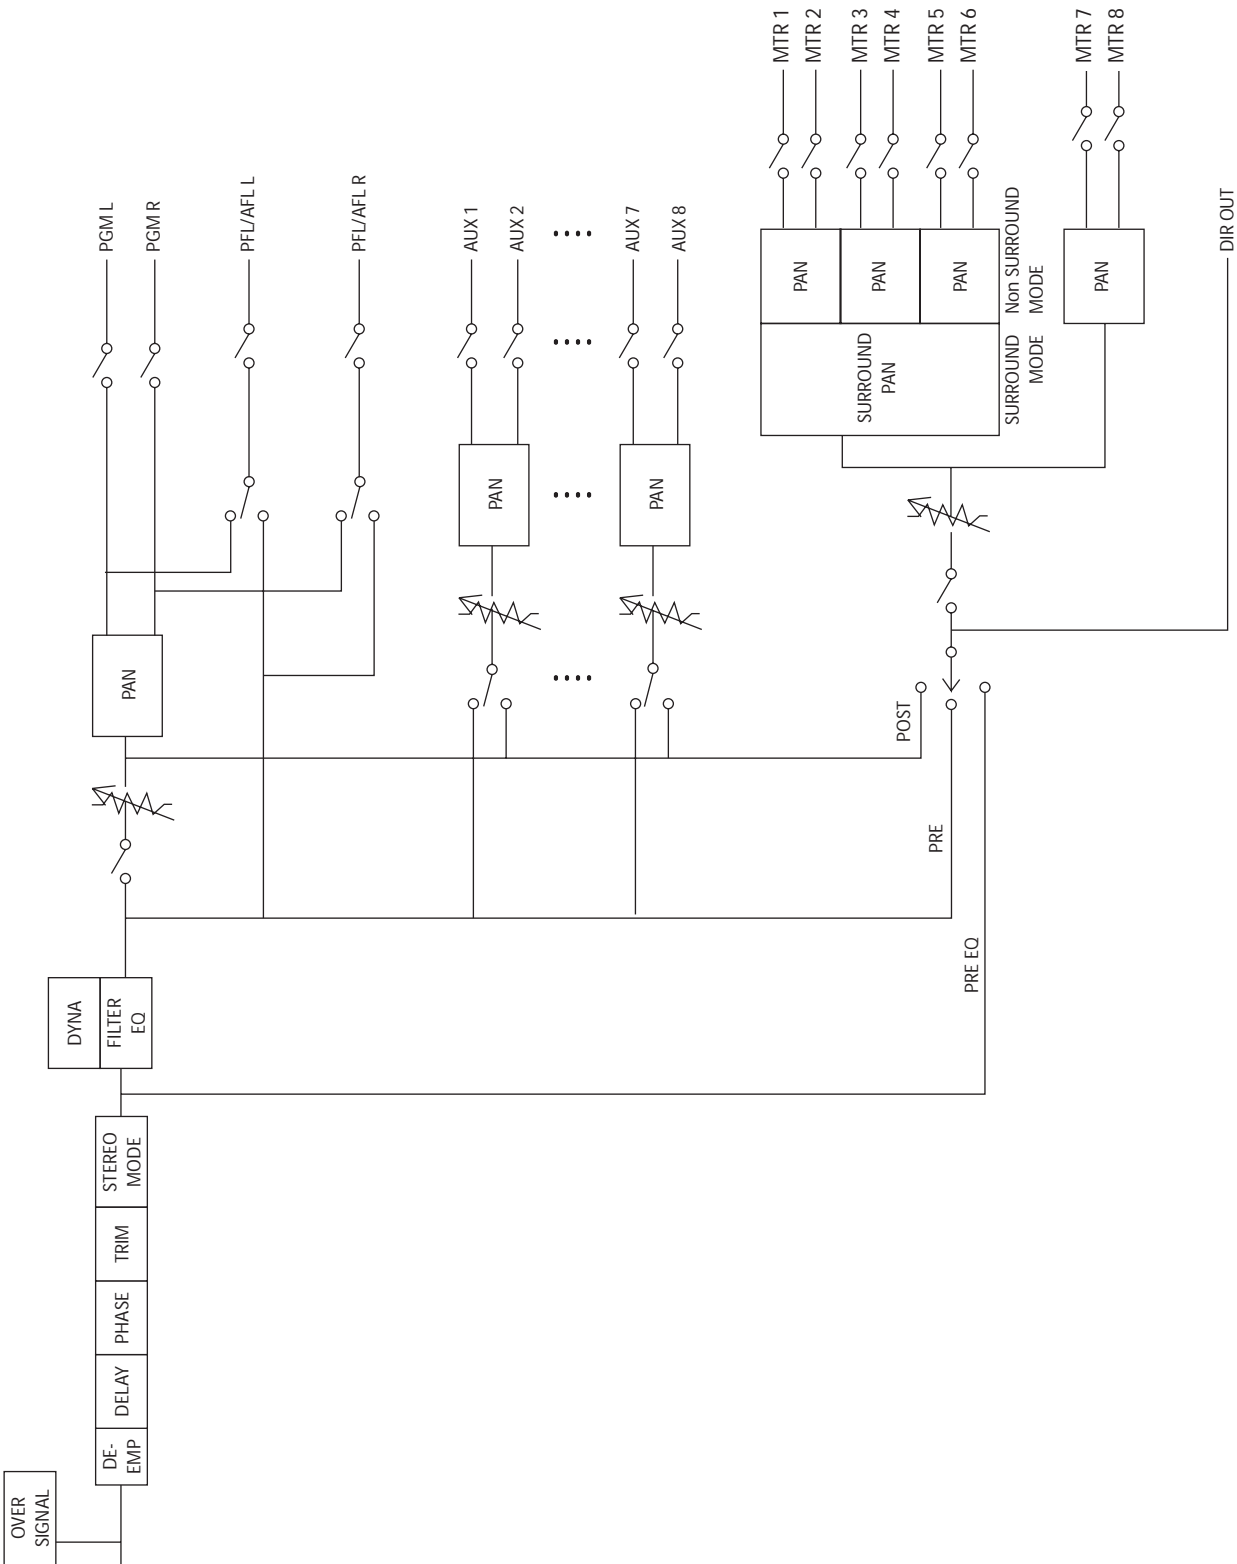 OVER
SIGNAL
DE-
EMP
DELAY
PHASE
TRIM
STEREO
MODE
DYNA
FILTER
EQ
PAN
PGM L
PGM R
PFL/AFL L
PFL/AFL R
PAN
AUX 1
AUX 2
PAN
AUX 7
AUX 8
POST
PRE
PRE EQ
SURROUND
PAN
SURROUND
MODE
PAN
PAN
PAN
Non SURROUND
MODE
MTR 1
MTR 2
MTR 3
MTR 4
MTR 5
MTR 6
PAN
MTR 7
MTR 8
DIR OUT